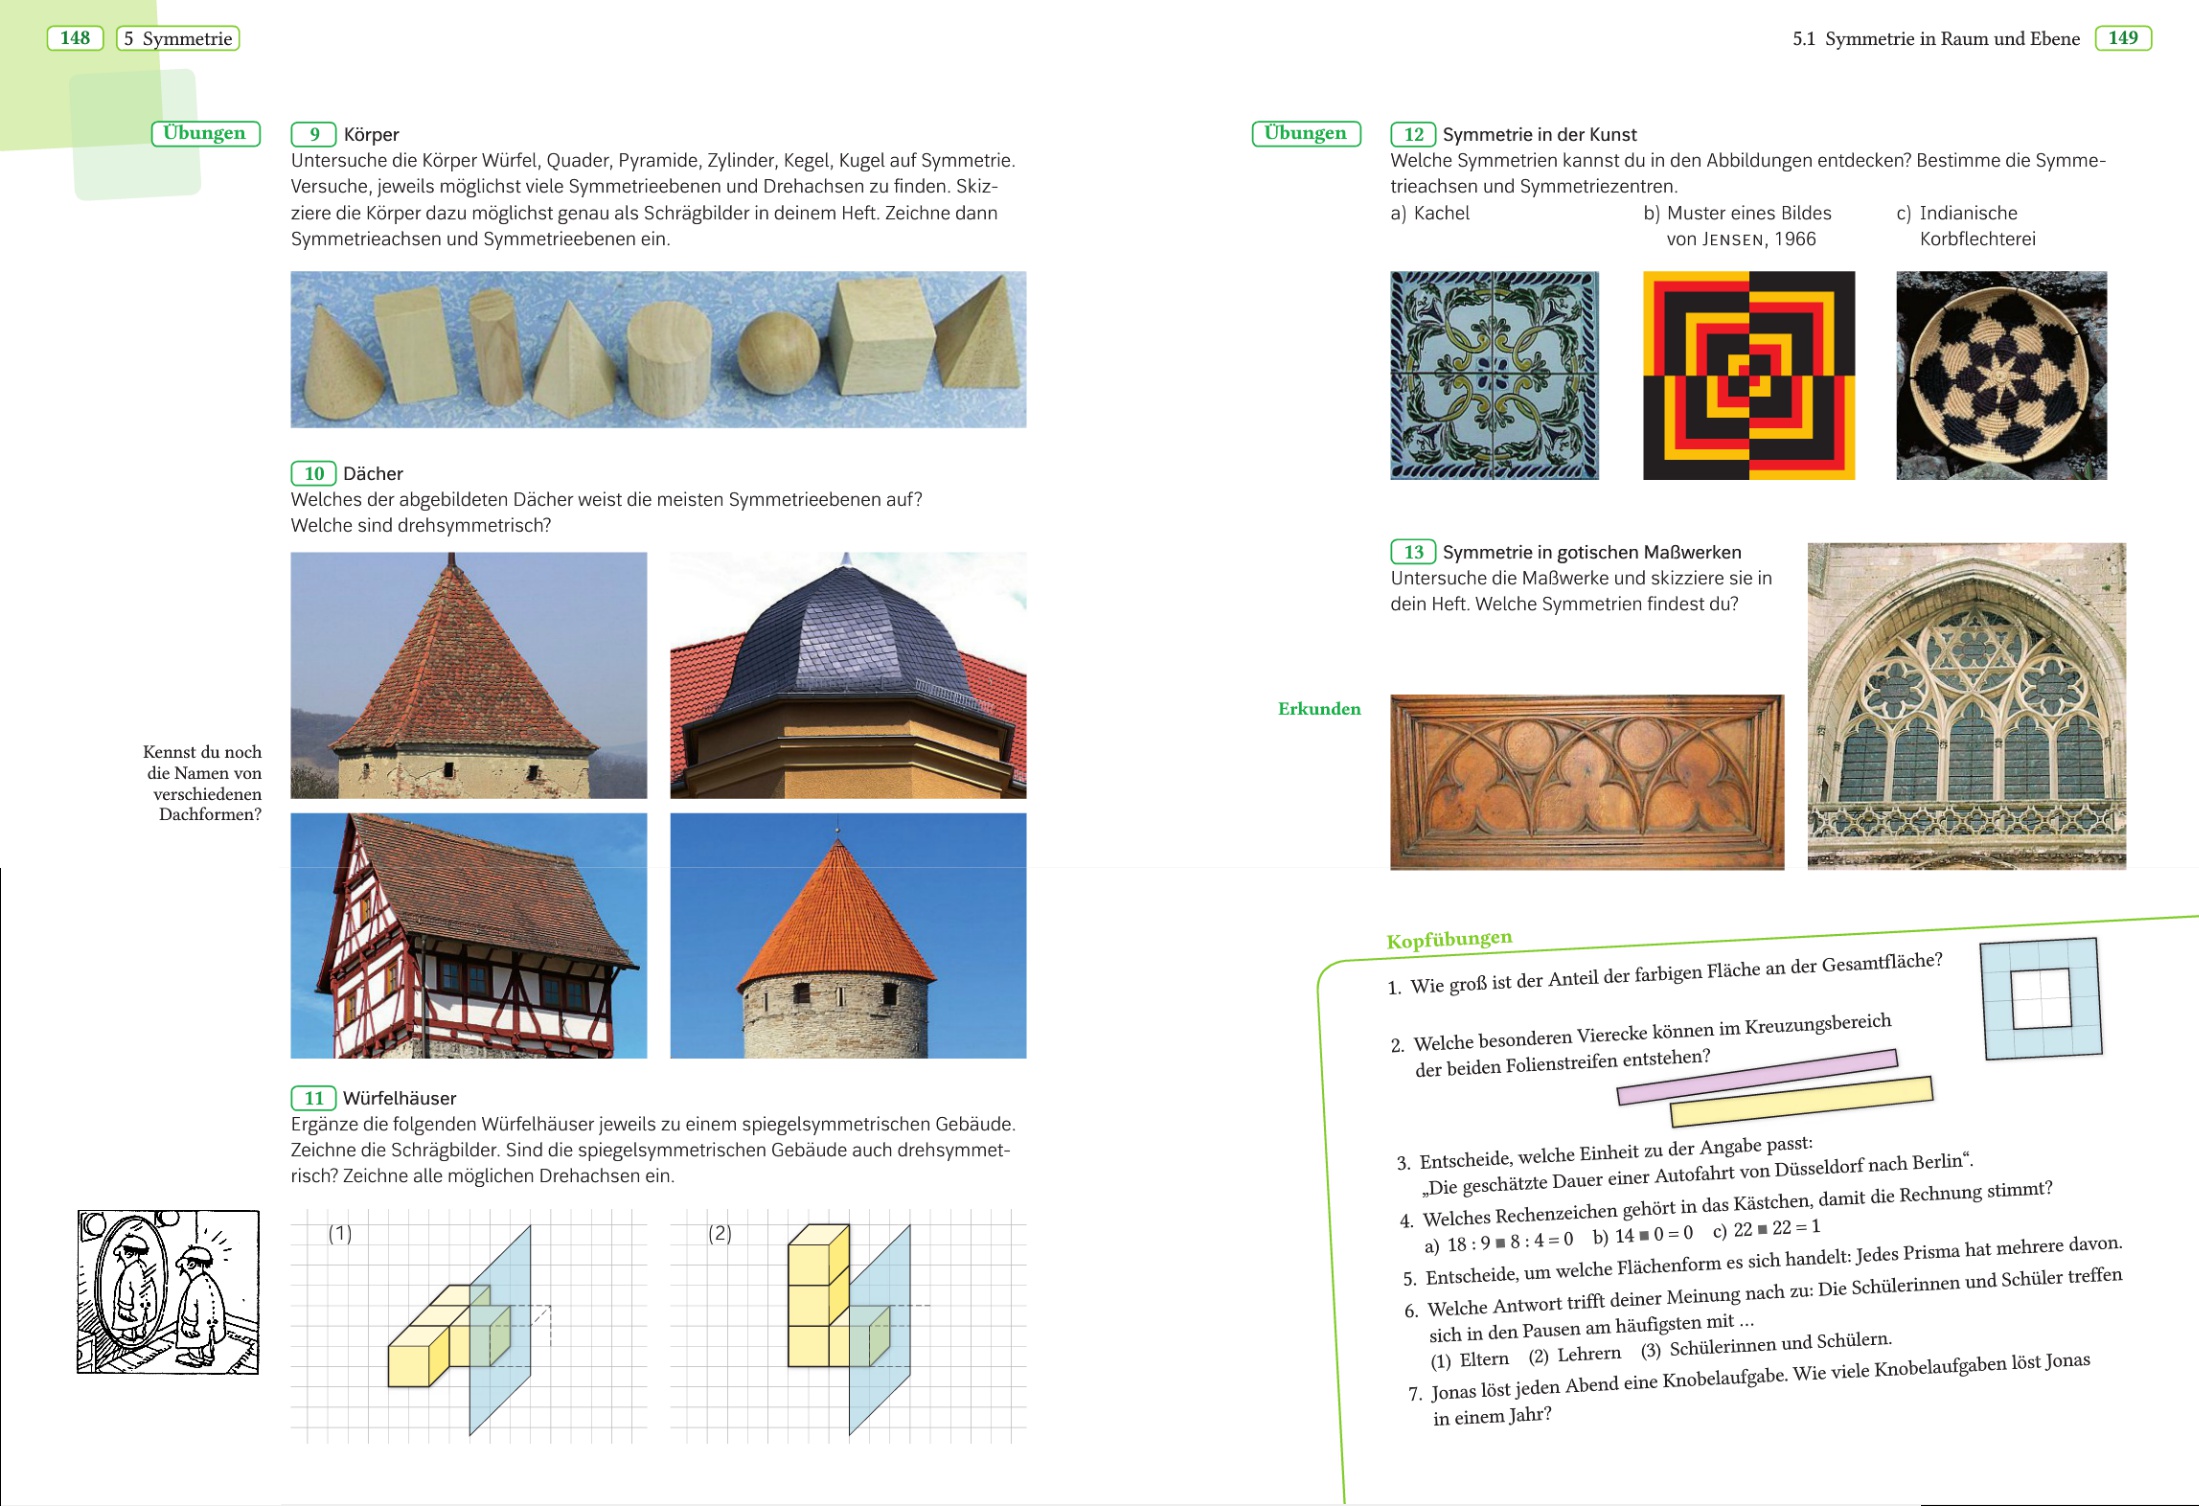 148 5 Symmetrie
Übungen
9 Körper
Untersuche die Körper Würfel, Quader, Pyramide, Zylinder, Kegel, Kugel auf Symmetrie.
Versuche, jeweils möglichst viele Symmetrieebenen und Drehachsen zu finden. Skiz-
ziere die Körper dazu möglichst genau als Schrägbilder in deinem Heft. Zeichne dann
Symmetrieachsen und Symmetrieebenen ein.
10 Dächer
Welches der abgebildeten Dächer weist die meisten Symmetrieebenen auf?
Welche sind drehsymmetrisch?
Kennst du noch
die Namen von
verschiedenen
Dachformen?
11 Würfelhäuser
Ergänze die folgenden Würfelhäuser jeweils zu einem spiegelsymmetrischen Gebäude.
Zeichne die Schrägbilder. Sind die spiegelsymmetrischen Gebäude auch drehsymmet-
risch? Zeichne alle möglichen Drehachsen ein.
(1)
(2)
5.1 Symmetrie in Raum und Ebene 149
Übungen
12 Symmetrie in der Kunst
Welche Symmetrien kannst du in den Abbildungen entdecken? Bestimme die Symme-
trieachsen und Symmetriezentren.
a) Kachel
b) Muster eines Bildes
von JENSEN, 1966
c) Indianische
Korbflechterei
13 Symmetrie in gotischen Maßwerken
Untersuche die Maßwerke und skizziere sie in
dein Heft. Welche Symmetrien findest du?
Erkunden
Kopfübungen
1. Wie groß ist der Anteil der farbigen Fläche an der Gesamtfläche?
2. Welche besonderen Vierecke können im Kreuzungsbereich
der beiden Folienstreifen entstehen?
3. Entscheide, welche Einheit zu der Angabe passt:
„Die geschätzte Dauer einer Autofahrt von Düsseldorf nach Berlin“.
4. Welches Rechenzeichen gehört in das Kästchen, damit die Rechnung stimmt?
a) 18 : 9 ■ 8 : 4 = 0 b) 14 ■ 0 = 0 c) 22 ■ 22 = 1
5. Entscheide, um welche Flächenform es sich handelt: Jedes Prisma hat mehrere davon.
6. Welche Antwort trifft deiner Meinung nach zu: Die Schülerinnen und Schüler treffen
sich in den Pausen am häufigsten mit ...
(1) Eltern (2) Lehrern (3) Schülerinnen und Schülern.
7. Jonas löst jeden Abend eine Knobelaufgabe. Wie viele Knobelaufgaben löst Jonas
in einem Jahr?